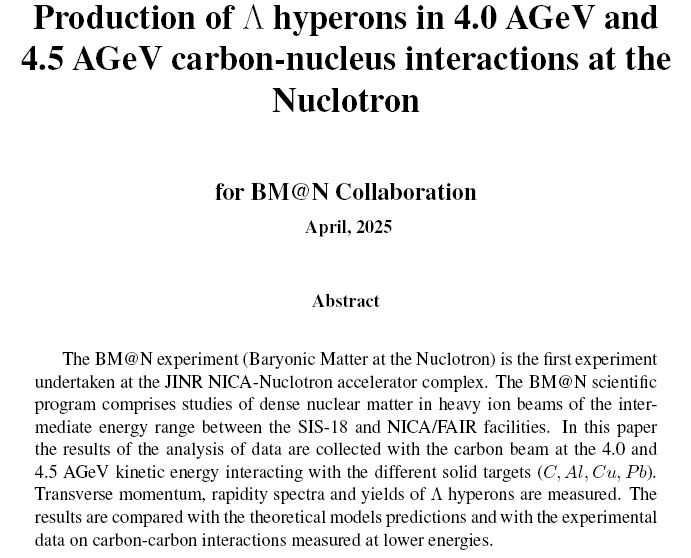 Production of Λ hyperons in 4.0 AGeV and
4.5 AGeV carbon-nucleus interactions at the
Nuclotron
for BM@N Collaboration
April, 2025
Abstract
The BM@N experiment (Baryonic Matter at the Nuclotron) is the first experiment
undertaken at the JINR NICA-Nuclotron accelerator complex. The BM@N scientific
program comprises studies of dense nuclear matter in heavy ion beams of the inter-
mediate energy range between the SIS-18 and NICA/FAIR facilities. In this paper
the results of the analysis of data are collected with the carbon beam at the 4.0 and
4.5 AGeV kinetic energy interacting with the different solid targets (C, Al, Cu, Pb).
Transverse momentum, rapidity spectra and yields of Λ hyperons are measured. The
results are compared with the theoretical models predictions and with the experimental
data on carbon-carbon interactions measured at lower energies.